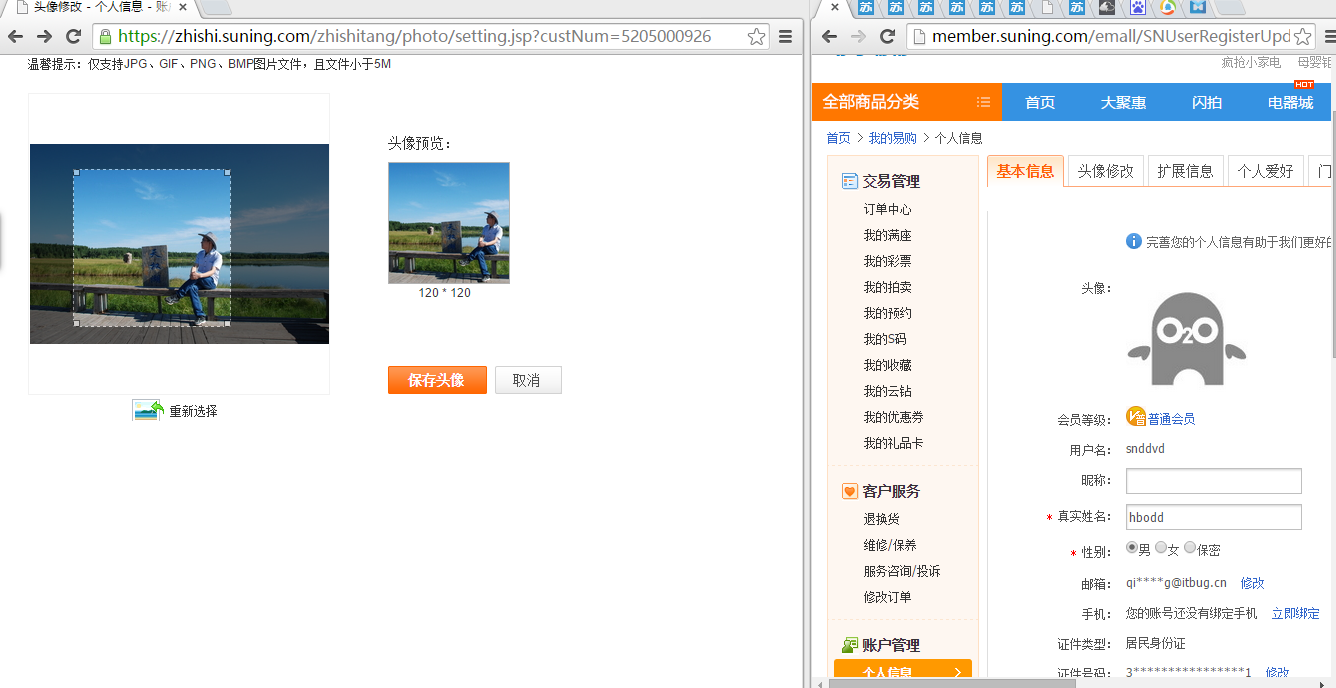 头像修改 - 个人信息 - 账
https://zhishi.suning.com/zhishitang/photo/setting.jsp?custNum=5205000926
温馨提示：仅支持JPG、GIF、PNG、BMP图片文件，且文件小于5M
头像预览：
120 * 120
保存头像
取消
重新选择
苏 苏 苏 苏 苏 苏 苏
member.suning.com/emall/SNUserRegisterUpd
疯抢小家电 母婴钜
全部商品分类 首页 大聚惠 闪拍 电器城
HOT
首页 > 我的易购 > 个人信息
交易管理
订单中心
我的满座
我的彩票
我的拍卖
我的预约
我的S码
我的收藏
我的云钻
我的优惠券
我的礼品卡
客户服务
退换货
维修/保养
服务咨询/投诉
修改订单
账户管理
个人信息
基本信息 头像修改 扩展信息 个人爱好 门
完善您的个人信息有助于我们更好的
头像：
O2O
会员等级： 普通会员
用户名： snddvd
昵称：
* 真实姓名： hbodd
* 性别： 男 女 保密
邮箱： qi****g@itbug.cn 修改
手机： 您的账号还没有绑定手机 立即绑定
证件类型： 居民身份证
证件号码： 3****************1 修改